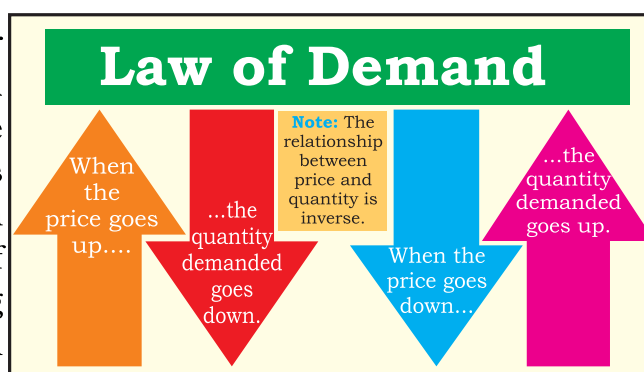 Law of Demand
When
the
price goes
up....
...the
quantity
demanded
goes
down.
Note: The
relationship
between
price and
quantity is
inverse.
When the
price goes
down...
...the
quantity
demanded
goes up.